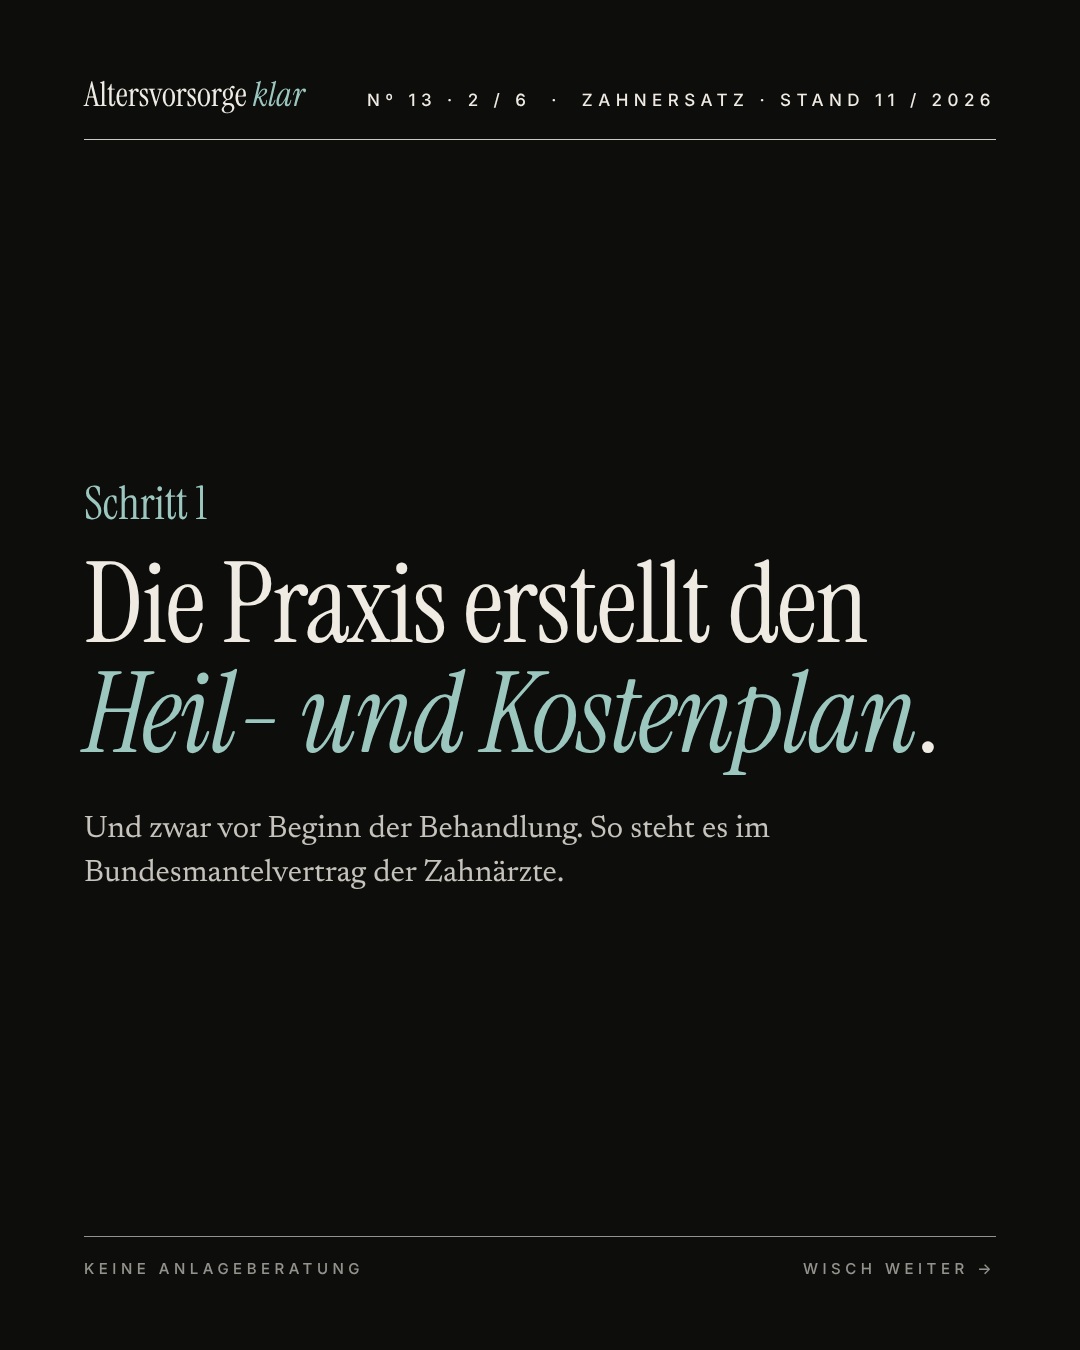 Altersvorsorge klar
Nº 13 · 2 / 6 · ZAHNERSATZ · STAND 11 / 2026
Schritt 1
Die Praxis erstellt den
Heil- und Kostenplan.
Und zwar vor Beginn der Behandlung. So steht es im
Bundesmantelvertrag der Zahnärzte.
KEINE ANLAGEBERATUNG
WISCH WEITER →